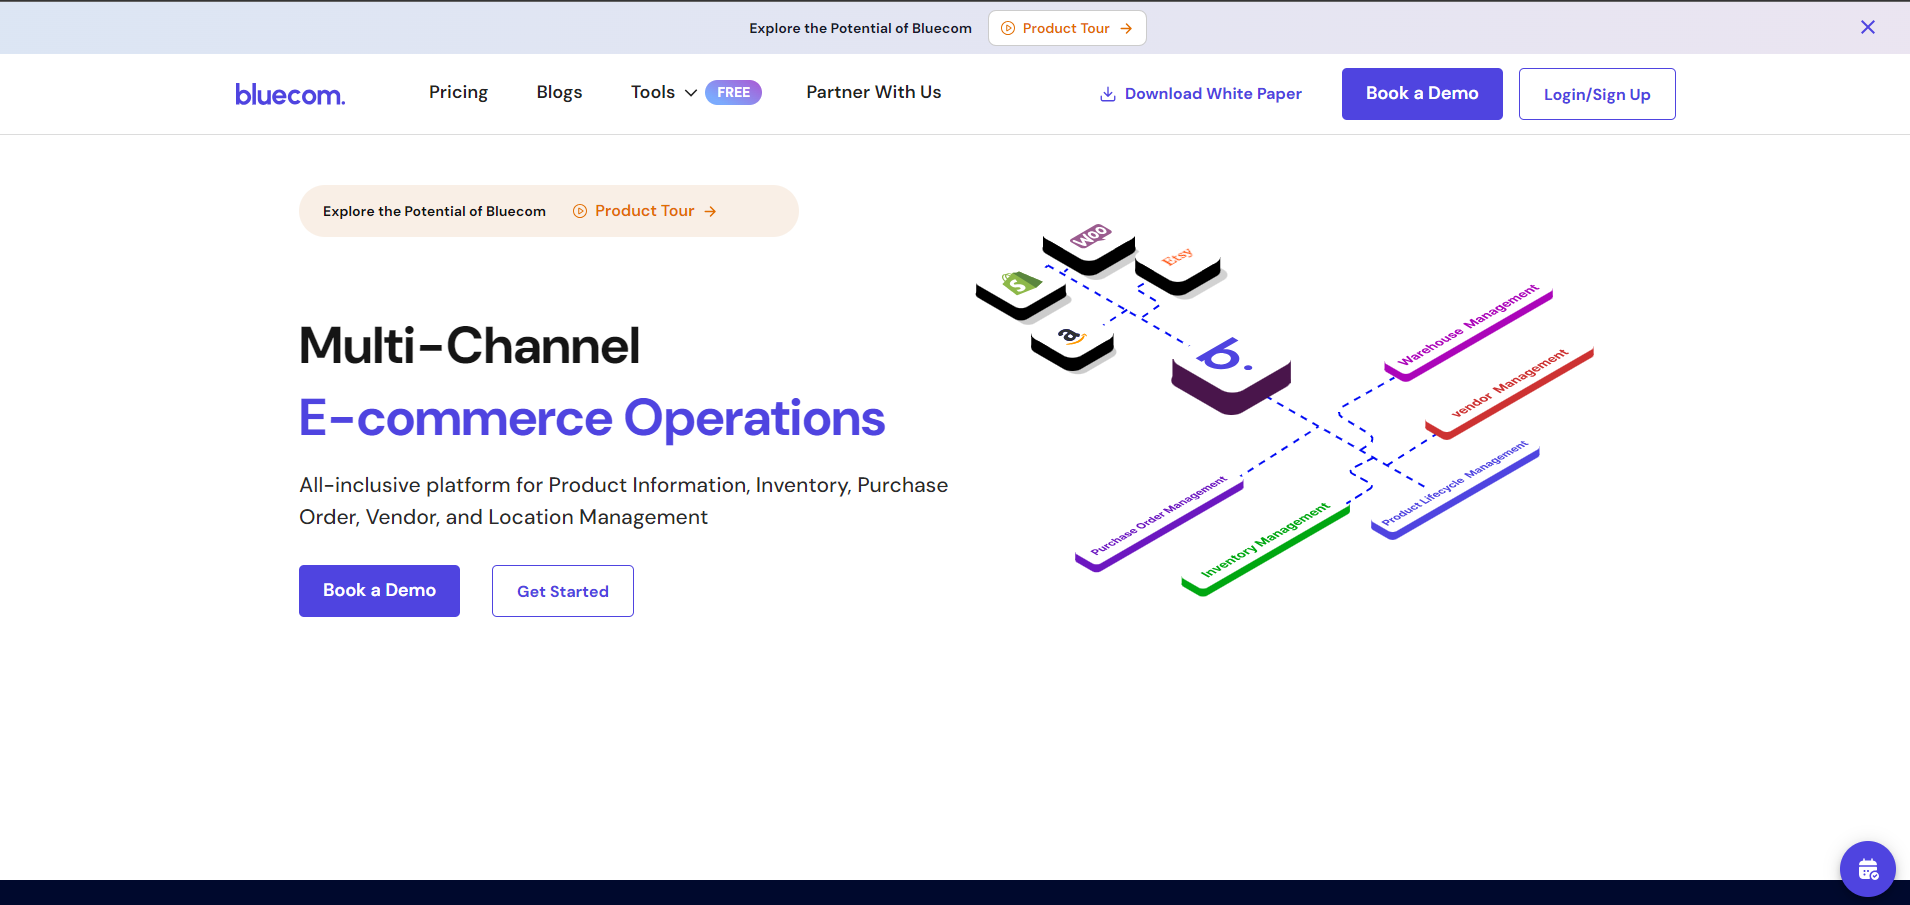 Explore the Potential of Bluecom
Product Tour
bluecom.
Pricing
Blogs
Tools
FREE
Partner With Us
Download White Paper
Book a Demo
Login/Sign Up
Explore the Potential of Bluecom
Product Tour
Multi-Channel
E-commerce Operations
All-inclusive platform for Product Information, Inventory, Purchase
Order, Vendor, and Location Management
Book a Demo
Get Started
Woo
Etsy
S
a
b.
Warehouse Management
vendor Management
Product Lifecycle Management
Purchase Order Management
Inventory Management